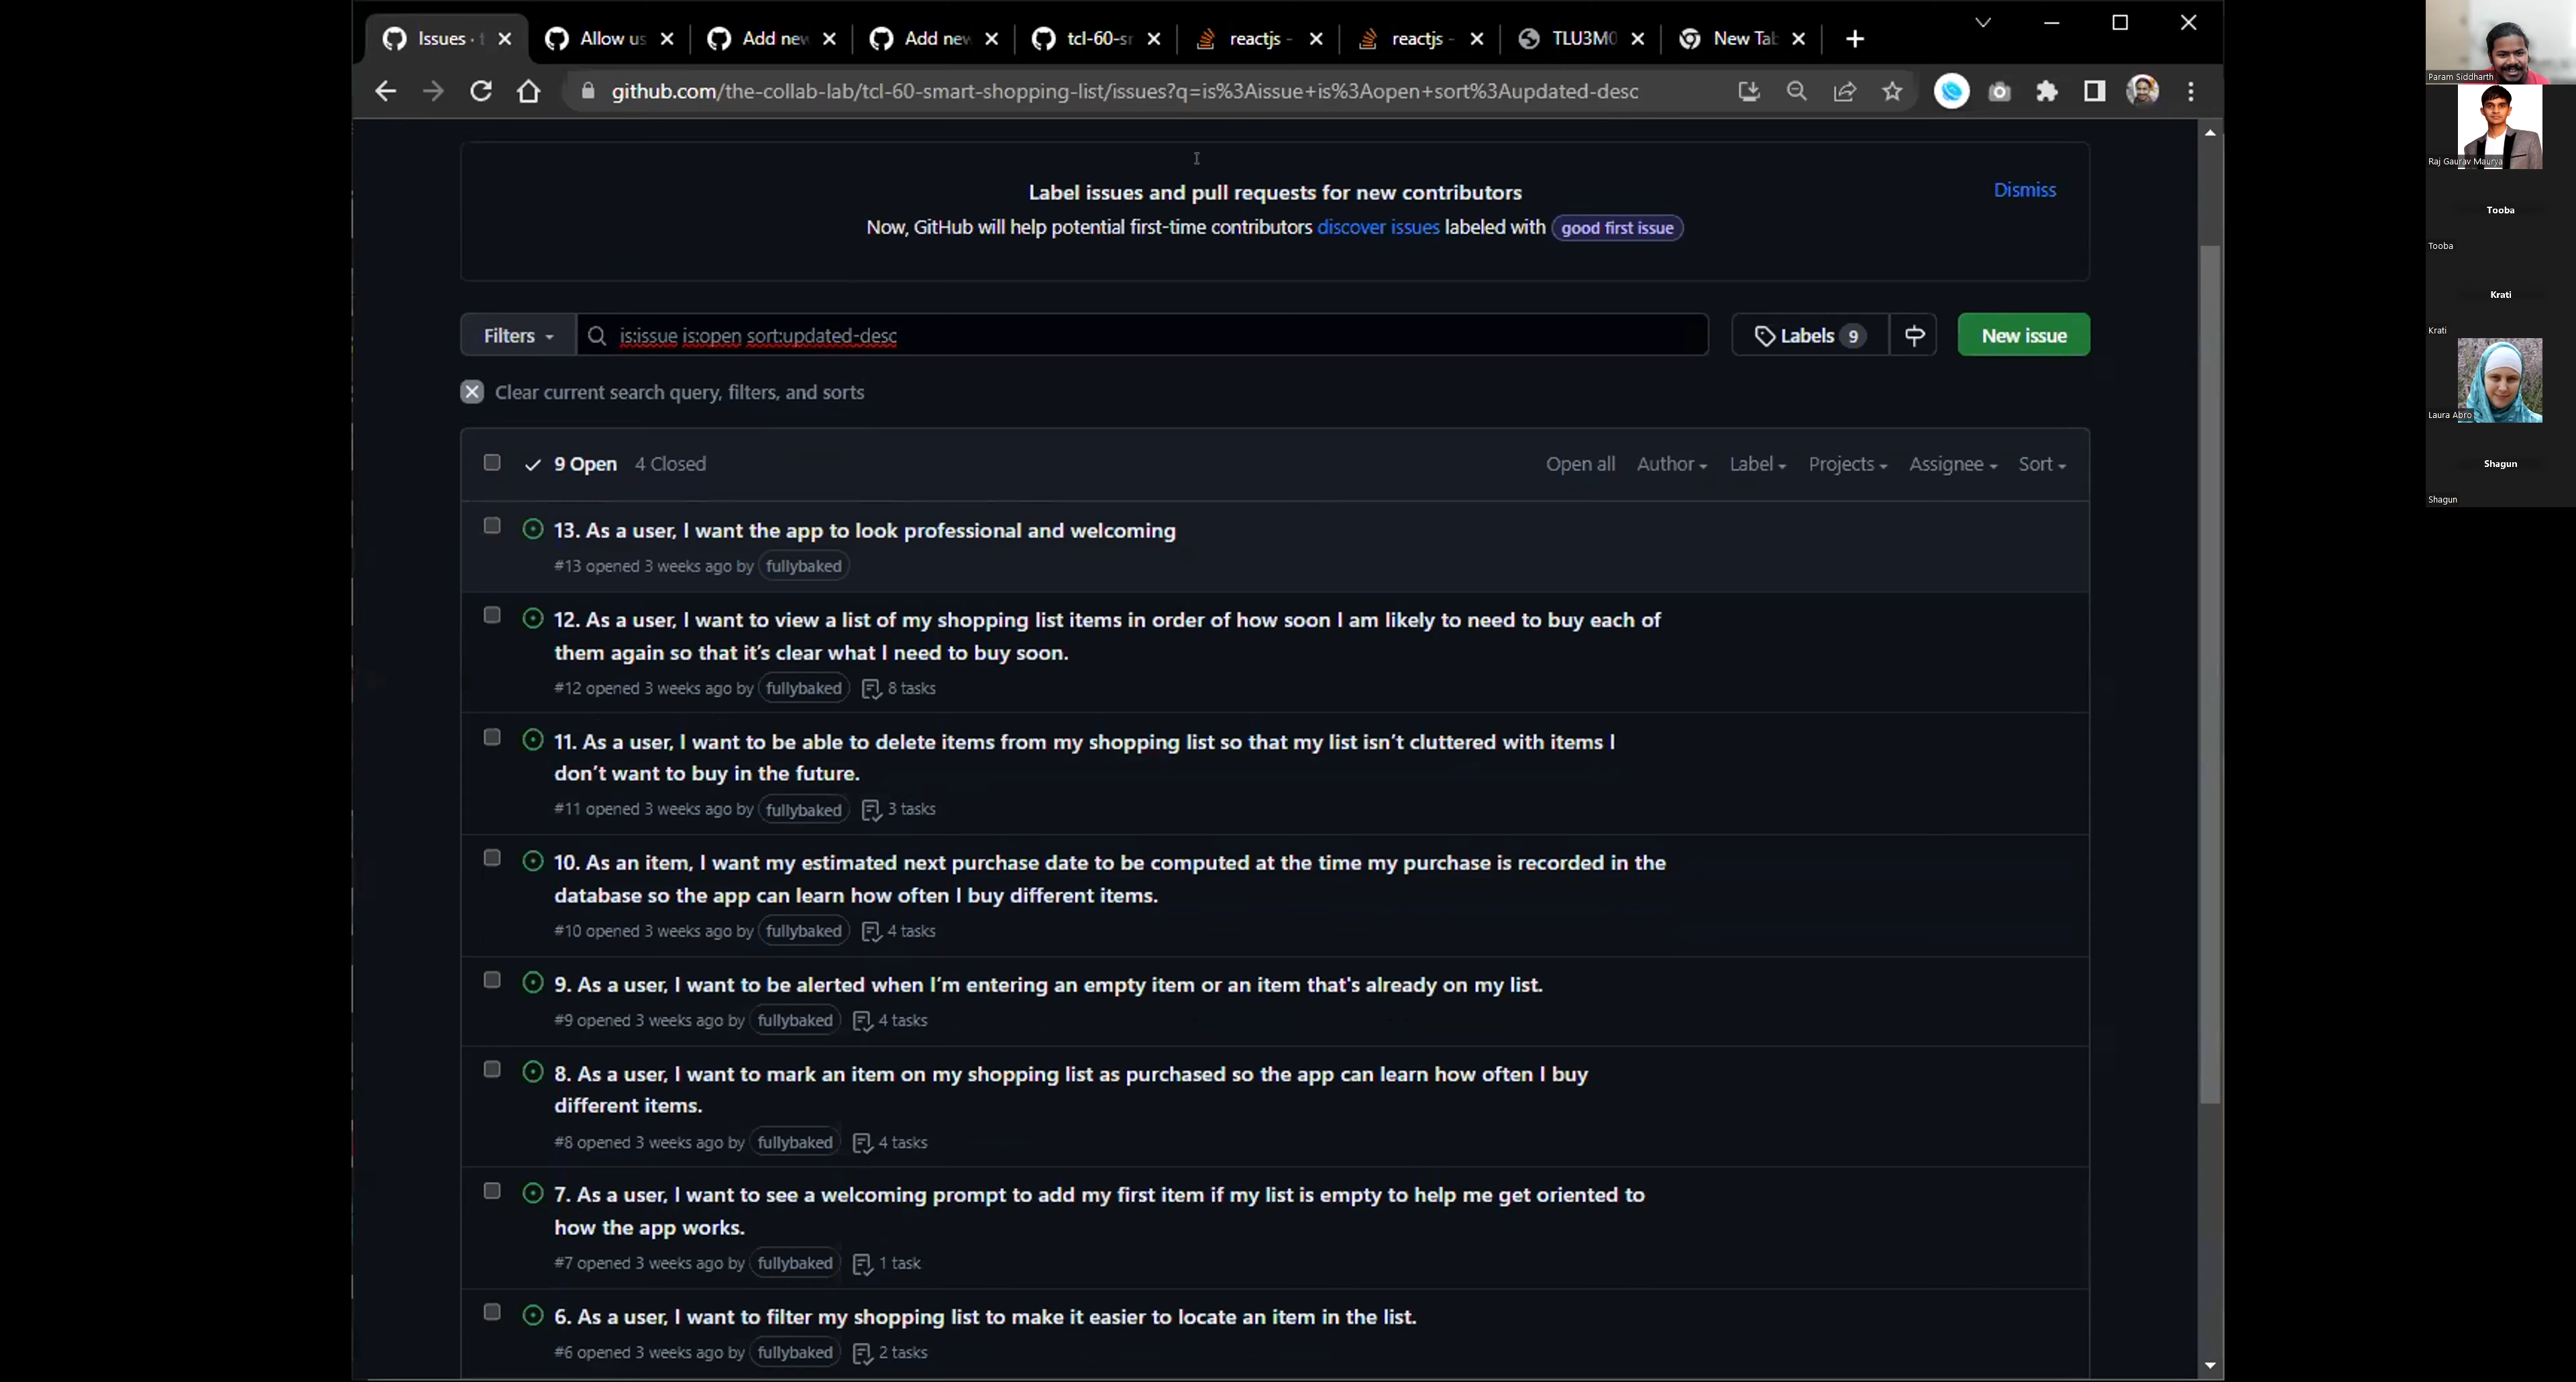 Issues · t
Allow us
Add new
Add new
tcl-60-sr
reactjs -
reactjs -
TLU3M0
New Tab
github.com/the-collab-lab/tcl-60-smart-shopping-list/issues?q=is%3Aissue+is%3Aopen+sort%3Aupdated-desc
Label issues and pull requests for new contributors
Dismiss
Now, GitHub will help potential first-time contributors discover issues labeled with good first issue
Filters
is:issue is:open sort:updated-desc
Labels 9
New issue
Clear current search query, filters, and sorts
9 Open 4 Closed
Open all Author Label Projects Assignee Sort
13. As a user, I want the app to look professional and welcoming
#13 opened 3 weeks ago by fullybaked
12. As a user, I want to view a list of my shopping list items in order of how soon I am likely to need to buy each of
them again so that it’s clear what I need to buy soon.
#12 opened 3 weeks ago by fullybaked 8 tasks
11. As a user, I want to be able to delete items from my shopping list so that my list isn’t cluttered with items I
don’t want to buy in the future.
#11 opened 3 weeks ago by fullybaked 3 tasks
10. As an item, I want my estimated next purchase date to be computed at the time my purchase is recorded in the
database so the app can learn how often I buy different items.
#10 opened 3 weeks ago by fullybaked 4 tasks
9. As a user, I want to be alerted when I’m entering an empty item or an item that's already on my list.
#9 opened 3 weeks ago by fullybaked 4 tasks
8. As a user, I want to mark an item on my shopping list as purchased so the app can learn how often I buy
different items.
#8 opened 3 weeks ago by fullybaked 4 tasks
7. As a user, I want to see a welcoming prompt to add my first item if my list is empty to help me get oriented to
how the app works.
#7 opened 3 weeks ago by fullybaked 1 task
6. As a user, I want to filter my shopping list to make it easier to locate an item in the list.
#6 opened 3 weeks ago by fullybaked 2 tasks
Param Siddharth
Raj Gaurav Maurya
Tooba
Tooba
Krati
Krati
Laura Abro
Shagun
Shagun